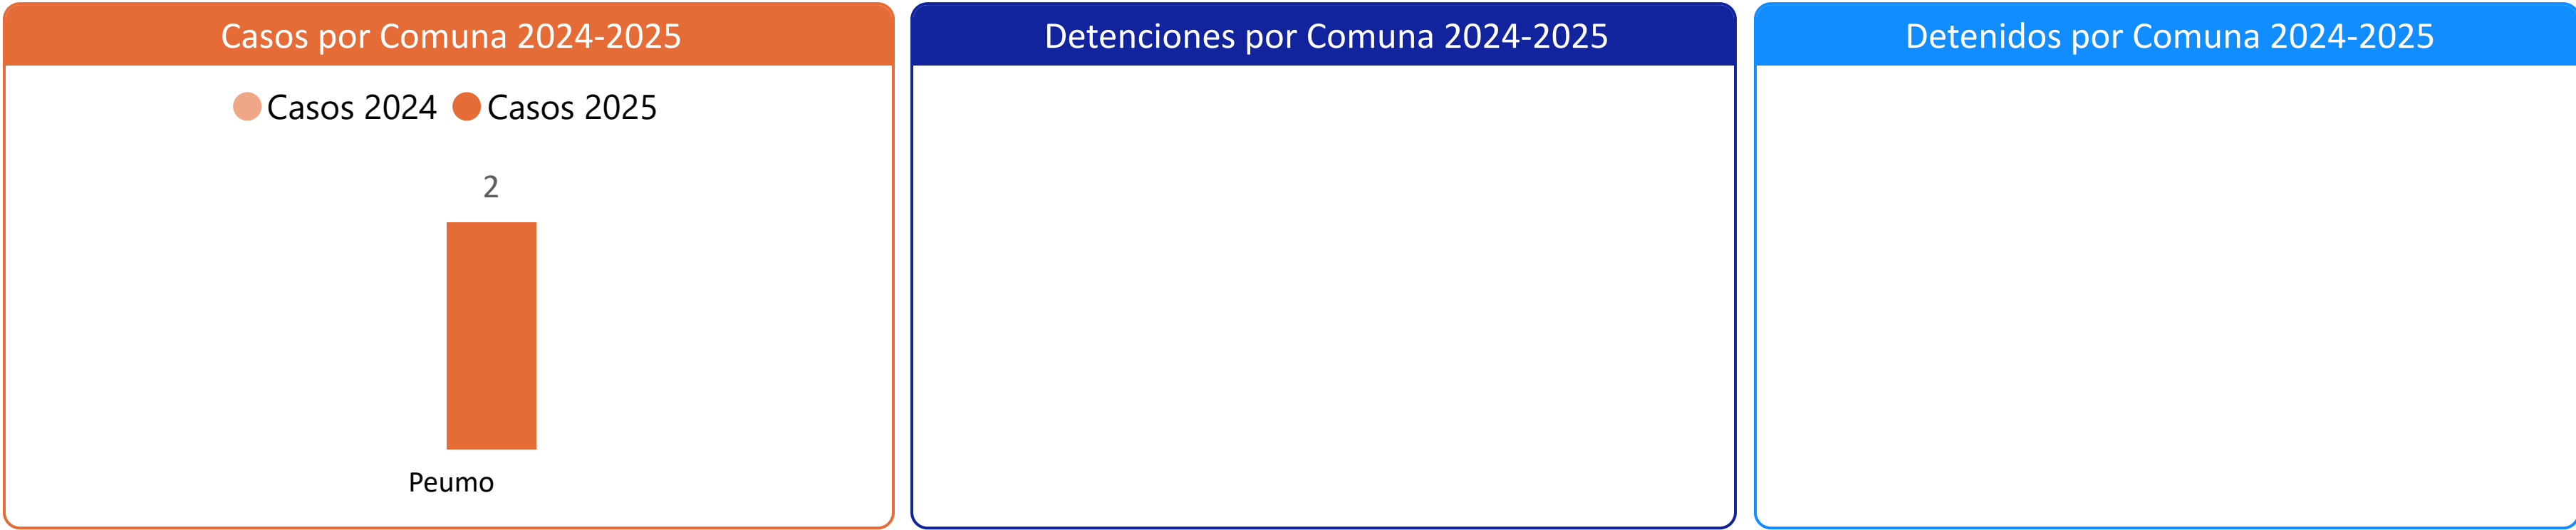 Casos por Comuna 2024-2025
Casos 2024 Casos 2025
2
Peumo
Detenciones por Comuna 2024-2025
Detenidos por Comuna 2024-2025